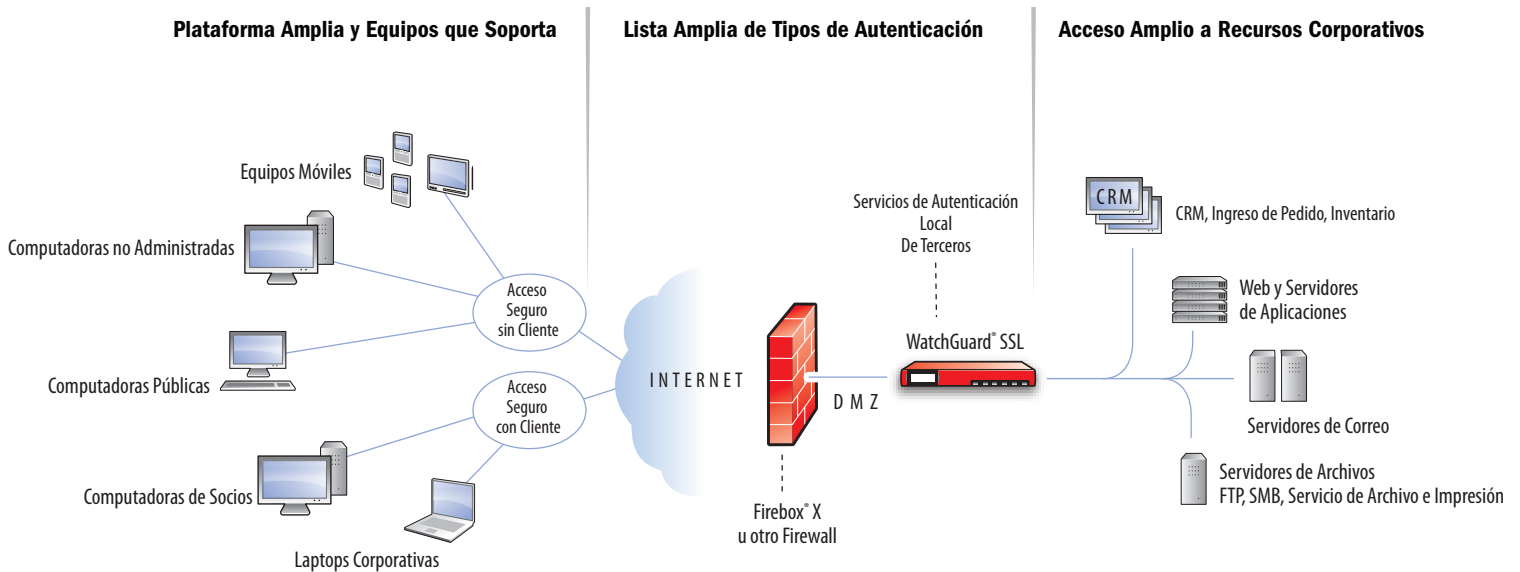 Plataforma Amplia y Equipos que Soporta
Lista Amplia de Tipos de Autenticación
Acceso Amplio a Recursos Corporativos
Equipos Móviles
Computadoras no Administradas
Computadoras Públicas
Computadoras de Socios
Laptops Corporativas
Acceso
Seguro
sin Cliente
Acceso
Seguro
con Cliente
INTERNET
Firebox® X
u otro Firewall
DMZ
Servicios de Autenticación
Local
De Terceros
WatchGuard® SSL
CRM
CRM, Ingreso de Pedido, Inventario
Web y Servidores
de Aplicaciones
Servidores de Correo
Servidores de Archivos
FTP, SMB, Servicio de Archivo e Impresión